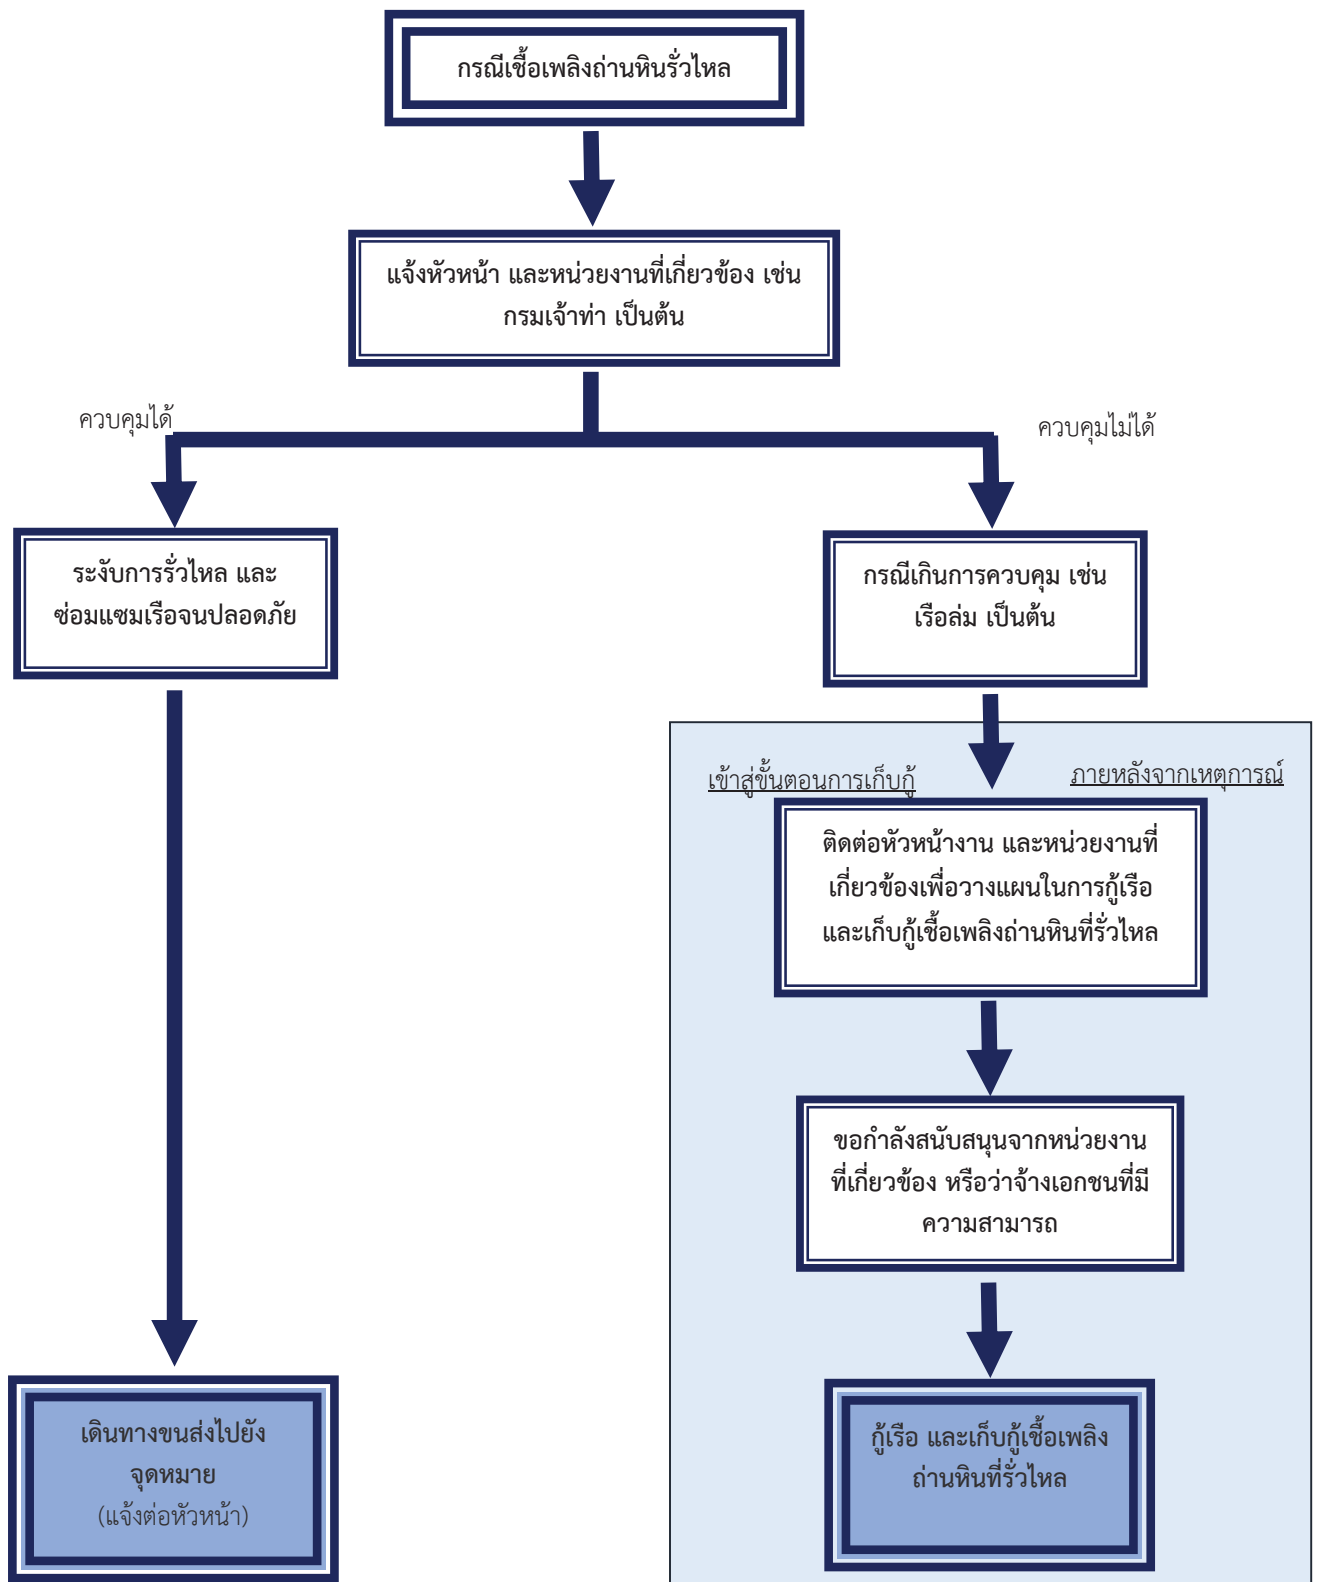 กรณีเชื้อเพลิงถ่านหินรั่วไหล
แจ้งหัวหน้า และหน่วยงานที่เกี่ยวข้อง เช่น
กรมเจ้าท่า เป็นต้น
ควบคุมได้
ควบคุมไม่ได้
ระงับการรั่วไหล และ
ซ่อมแซมเรือจนปลอดภัย
กรณีเกินการควบคุม เช่น
เรือล่ม เป็นต้น
เข้าสู่ขั้นตอนการเก็บกู้
ภายหลังจากเหตุการณ์
ติดต่อหัวหน้างาน และหน่วยงานที่
เกี่ยวข้องเพื่อวางแผนในการกู้เรือ
และเก็บกู้เชื้อเพลิงถ่านหินที่รั่วไหล
ขอกำลังสนับสนุนจากหน่วยงาน
ที่เกี่ยวข้อง หรือว่าจ้างเอกชนที่มี
ความสามารถ
เดินทางขนส่งไปยัง
จุดหมาย
(แจ้งต่อหัวหน้า)
กู้เรือ และเก็บกู้เชื้อเพลิง
ถ่านหินที่รั่วไหล